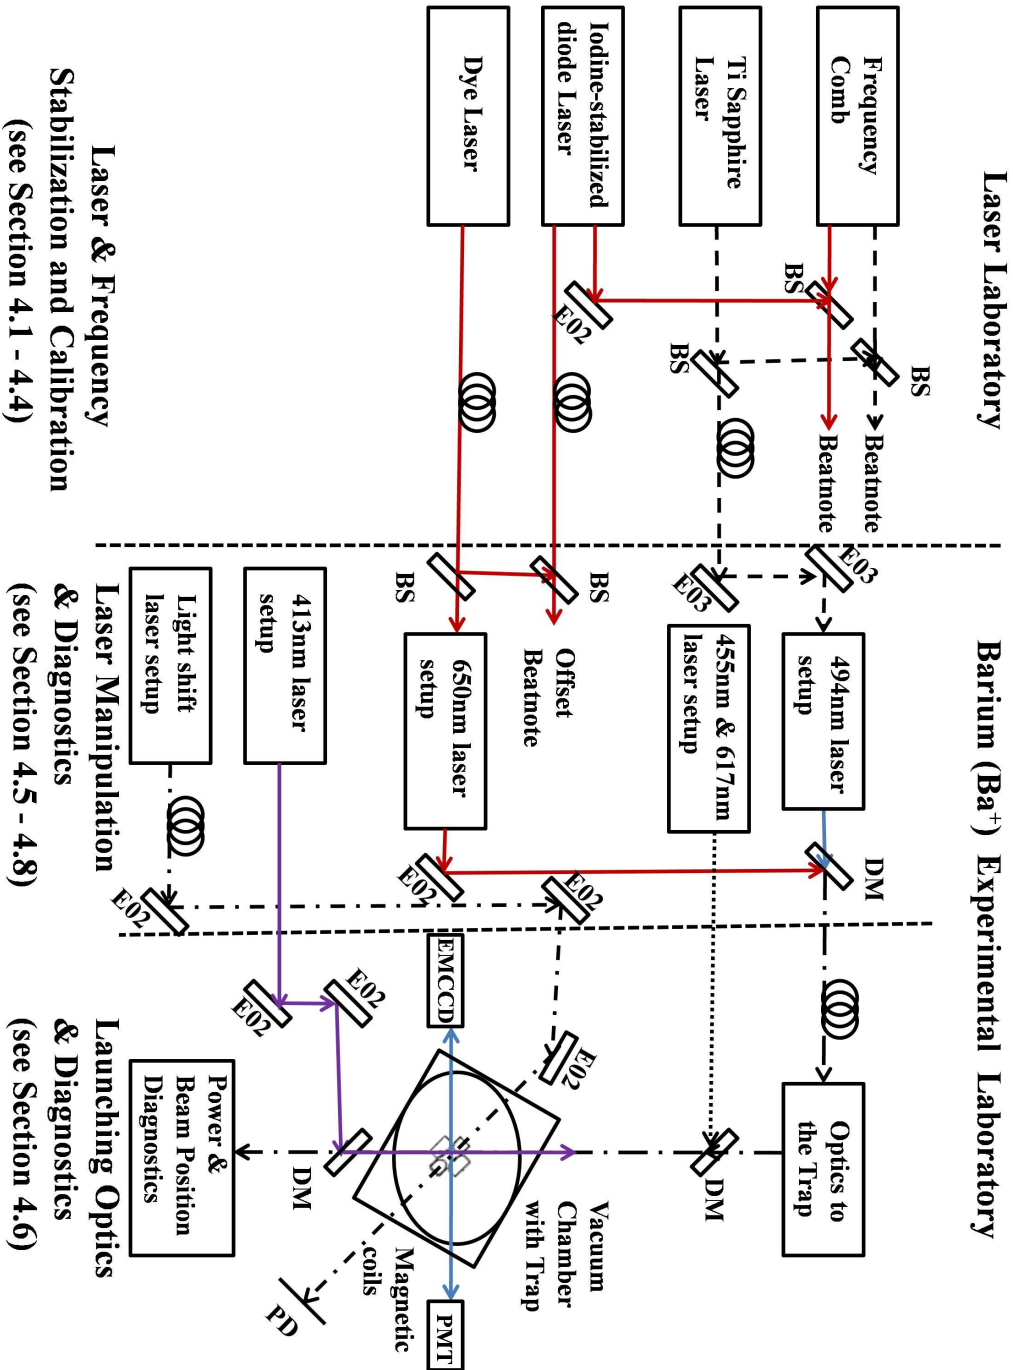 Laser Laboratory
Barium (Ba⁺) Experimental Laboratory
Frequency
Comb
BS
BS
Beatnote
Beatnote
Ti Sapphire
Laser
BS
Iodine-stabilized
diode Laser
E02
Dye Laser
Laser & Frequency
Stabilization and Calibration
(see Section 4.1 - 4.4)
E03
E03
494nm laser
setup
DM
455nm & 617nm
laser setup
BS
BS
Offset
Beatnote
650nm laser
setup
E02
E02
413nm laser
setup
Light shift
laser setup
E02
Laser Manipulation
& Diagnostics
(see Section 4.5 - 4.8)
Optics to
the Trap
DM
Vacuum
Chamber
with Trap
E02
EMCCD
PMT
Magnetic
coils
E02
E02
DM
PD
Power &
Beam Position
Diagnostics
Launching Optics
& Diagnostics
(see Section 4.6)